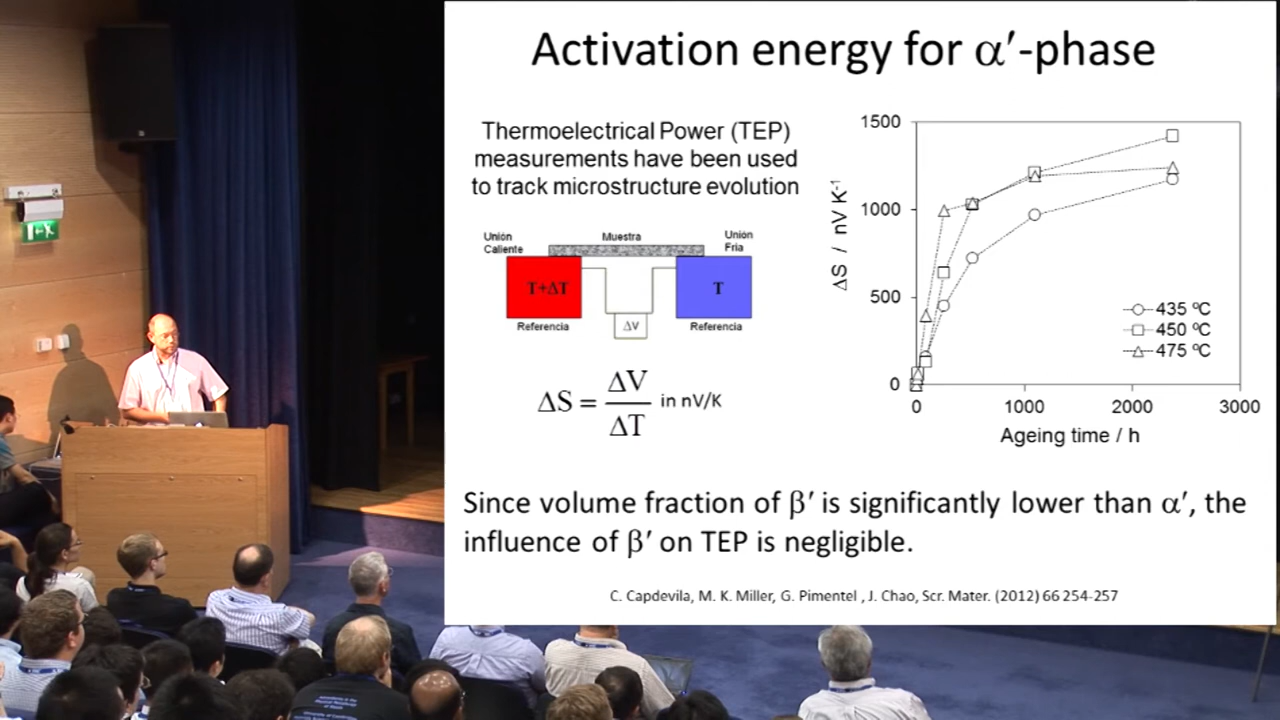 Activation energy for α′-phase
Thermoelectrical Power (TEP)
measurements have been used
to track microstructure evolution
Unión
Caliente
Muestra
Unión
Fria
T+ΔT
T
Referencia
ΔV
Referencia
ΔS = ΔV / ΔT in nV/K
ΔS / nV K⁻¹
1500
1000
500
0
0 1000 2000 3000
Ageing time / h
435 ºC
450 ºC
475 ºC
Since volume fraction of β′ is significantly lower than α′, the
influence of β′ on TEP is negligible.
C. Capdevila, M. K. Miller, G. Pimentel , J. Chao, Scr. Mater. (2012) 66 254-257